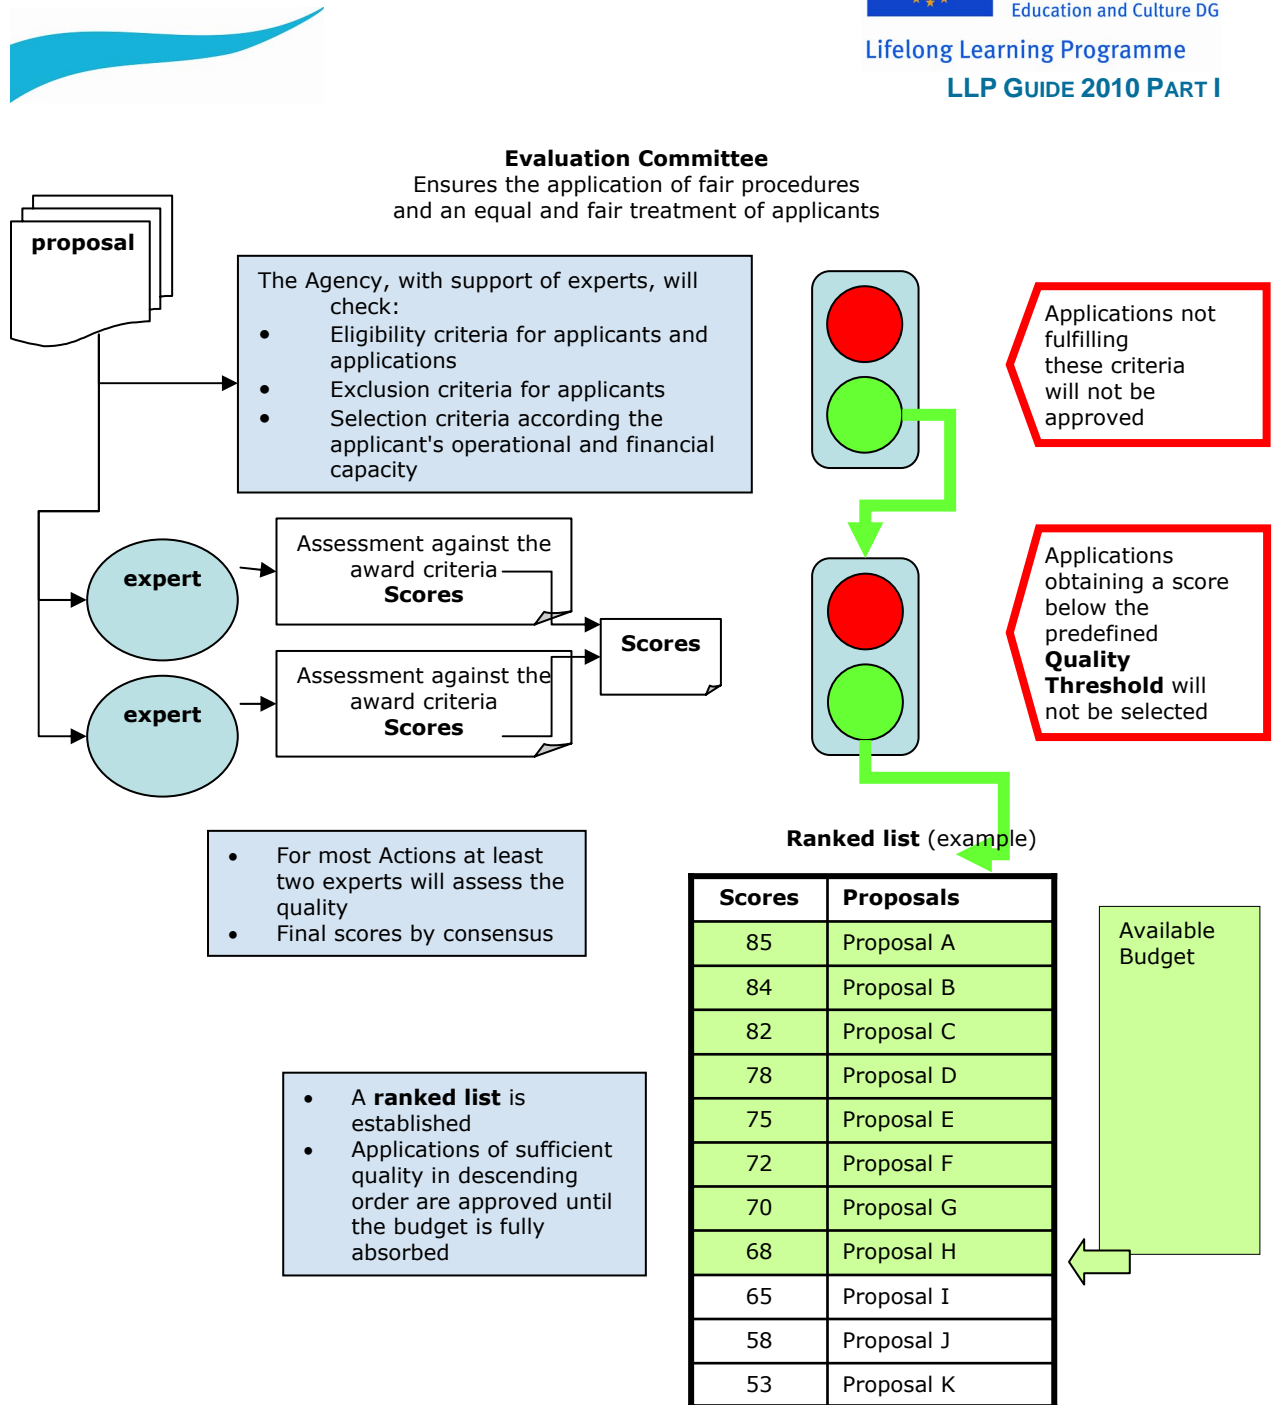 Education and Culture DG
Lifelong Learning Programme
LLP GUIDE 2010 PART I
Evaluation Committee
Ensures the application of fair procedures
and an equal and fair treatment of applicants
proposal
The Agency, with support of experts, will
check:
• Eligibility criteria for applicants and
applications
• Exclusion criteria for applicants
• Selection criteria according the
applicant's operational and financial
capacity
Applications not
fulfilling
these criteria
will not be
approved
expert
Assessment against the
award criteria
Scores
expert
Assessment against the
award criteria
Scores
Scores
Applications
obtaining a score
below the
predefined
Quality
Threshold will
not be selected
• For most Actions at least
two experts will assess the
quality
• Final scores by consensus
Ranked list (example)
Scores Proposals
85 Proposal A
84 Proposal B
82 Proposal C
78 Proposal D
75 Proposal E
72 Proposal F
70 Proposal G
68 Proposal H
65 Proposal I
58 Proposal J
53 Proposal K
Available
Budget
• A ranked list is
established
• Applications of sufficient
quality in descending
order are approved until
the budget is fully
absorbed